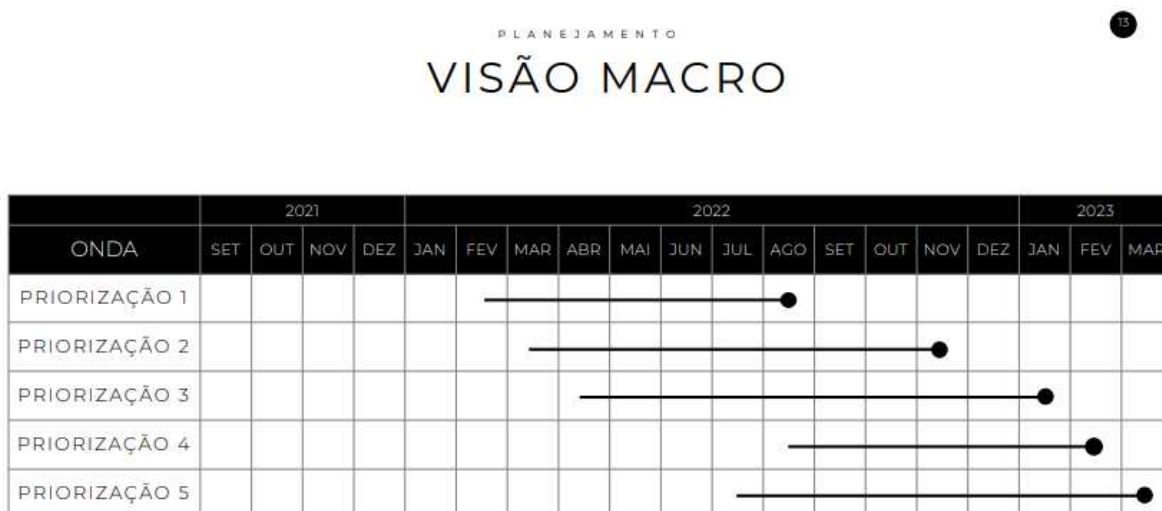 13
PLANEJAMENTO
VISÃO MACRO
2021 2022 2023
ONDA SET OUT NOV DEZ JAN FEV MAR ABR MAI JUN JUL AGO SET OUT NOV DEZ JAN FEV MAR
PRIORIZAÇÃO 1
PRIORIZAÇÃO 2
PRIORIZAÇÃO 3
PRIORIZAÇÃO 4
PRIORIZAÇÃO 5